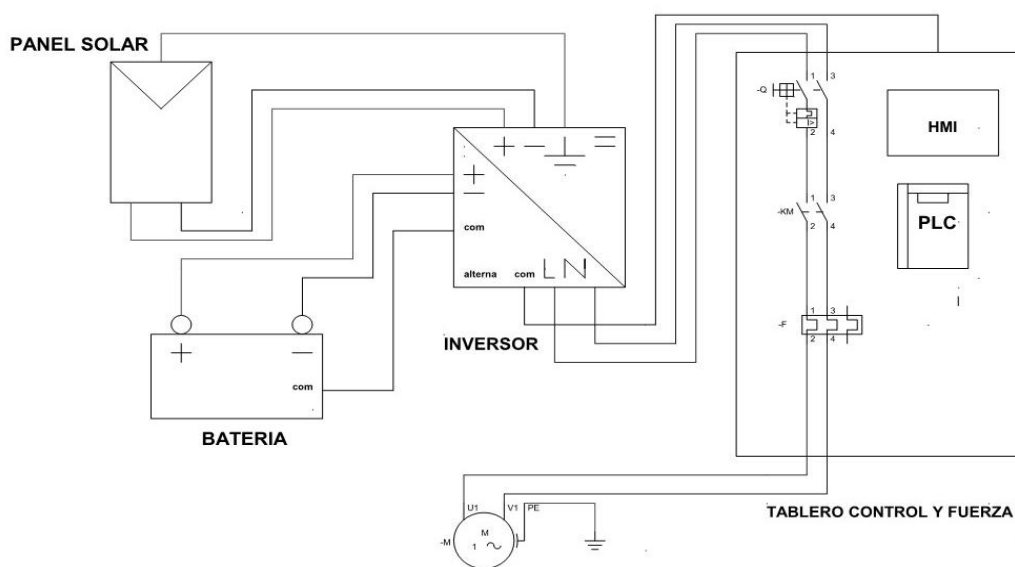 PANEL SOLAR
+ − =
+
−
com
alterna com L N
INVERSOR
+ −
com
BATERIA
1 3
-Q
I>
2 4
HMI
1 3
-KM
2 4
PLC
1 3
-F
2 4
TABLERO CONTROL Y FUERZA
U1 V1 PE
-M
M
1 ~